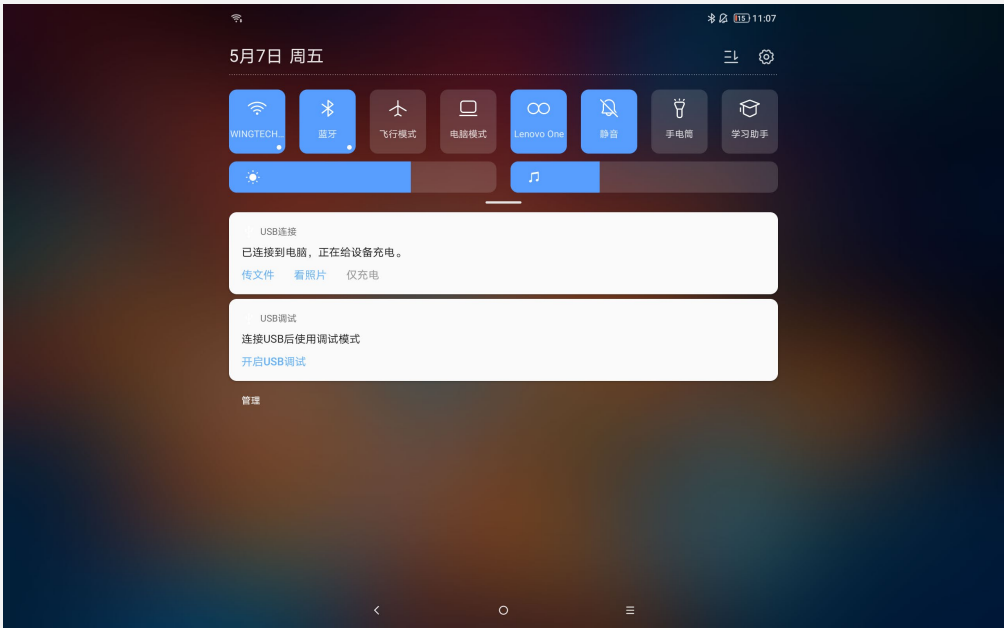 15 11:07
5月7日 周五
WINGTECH... 蓝牙 飞行模式 电脑模式 Lenovo One 静音 手电筒 学习助手
USB连接
已连接到电脑，正在给设备充电。
传文件 看照片 仅充电
USB调试
连接USB后使用调试模式
开启USB调试
管理